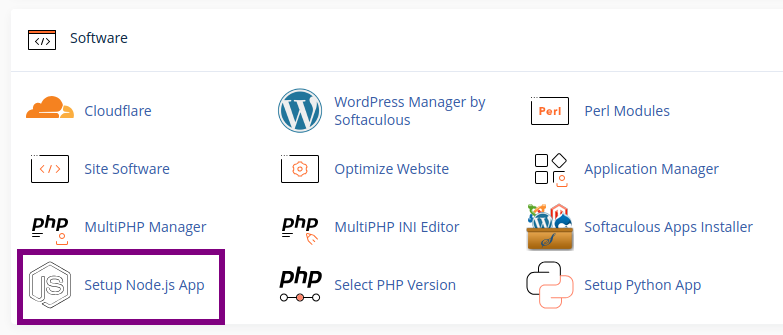 </> Software
Cloudflare
WordPress Manager by
Softaculous
Perl Perl Modules
</> Site Software
Optimize Website
Application Manager
php MultiPHP Manager
php MultiPHP INI Editor
Softaculous Apps Installer
JS Setup Node.js App
php Select PHP Version
Setup Python App